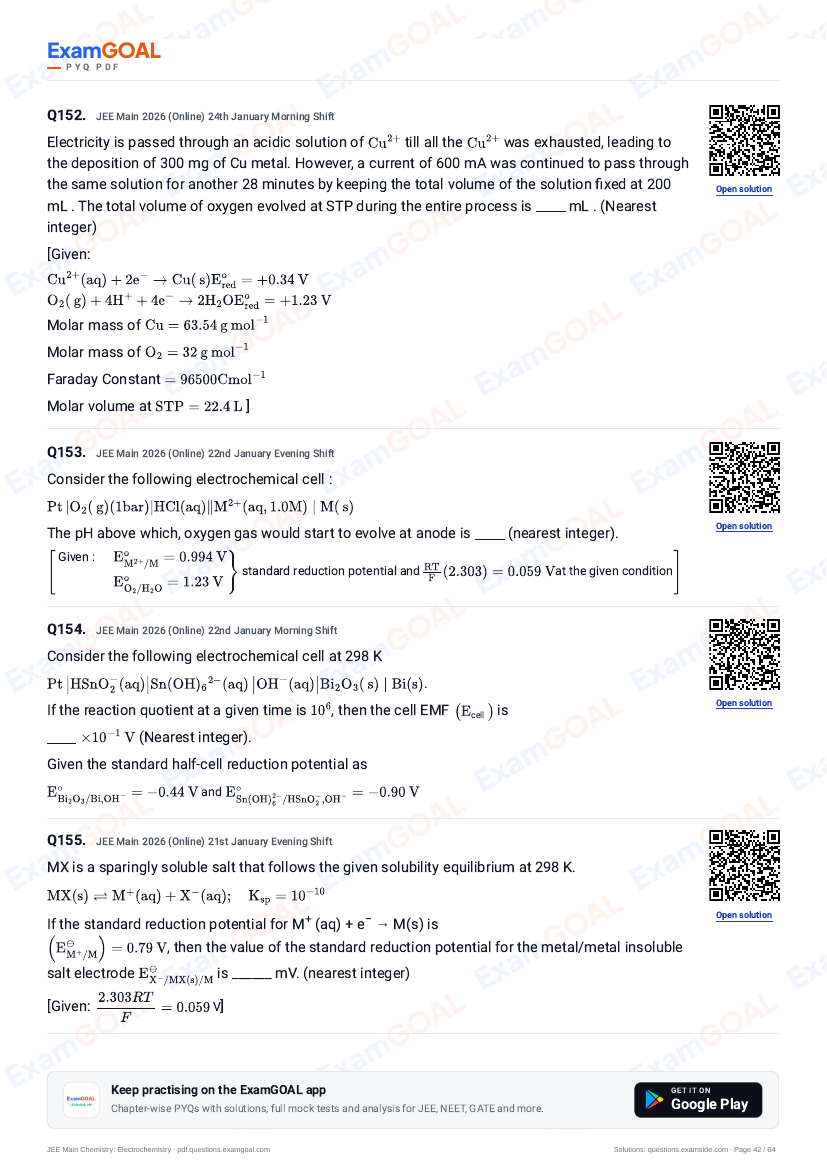 ExamGOAL
PYQ PDF
Q152. JEE Main 2026 (Online) 24th January Morning Shift
Electricity is passed through an acidic solution of Cu²⁺ till all the Cu²⁺ was exhausted, leading to
the deposition of 300 mg of Cu metal. However, a current of 600 mA was continued to pass through
the same solution for another 28 minutes by keeping the total volume of the solution fixed at 200
mL . The total volume of oxygen evolved at STP during the entire process is ____ mL . (Nearest
integer)
Open solution
[Given:
Cu²⁺(aq) + 2e⁻ → Cu( s)E°red = +0.34 V
O₂( g) + 4H⁺ + 4e⁻ → 2H₂OE°red = +1.23 V
Molar mass of Cu = 63.54 g mol⁻¹
Molar mass of O₂ = 32 g mol⁻¹
Faraday Constant = 96500Cmol⁻¹
Molar volume at STP = 22.4 L ]
Q153. JEE Main 2026 (Online) 22nd January Evening Shift
Consider the following electrochemical cell :
Pt |O₂( g)(1bar)|HCl(aq)||M²⁺(aq, 1.0M) | M( s)
The pH above which, oxygen gas would start to evolve at anode is ____ (nearest integer).
Open solution
[Given : E°M²⁺/M = 0.994 V
E°O₂/H₂O = 1.23 V } standard reduction potential and RT/F (2.303) = 0.059 Vat the given condition]
Q154. JEE Main 2026 (Online) 22nd January Morning Shift
Consider the following electrochemical cell at 298 K
Pt |HSnO₂⁻(aq)|Sn(OH)₆²⁻(aq) |OH⁻(aq)|Bi₂O₃( s) | Bi(s).
Open solution
If the reaction quotient at a given time is 10⁶, then the cell EMF (Ecell ) is
____ ×10⁻¹ V (Nearest integer).
Given the standard half-cell reduction potential as
E°Bi₂O₃/Bi,OH⁻ = −0.44 V and E°Sn(OH)₆²⁻/HSnO₂⁻,OH⁻ = −0.90 V
Q155. JEE Main 2026 (Online) 21st January Evening Shift
MX is a sparingly soluble salt that follows the given solubility equilibrium at 298 K.
MX(s) ⇌ M⁺(aq) + X⁻(aq); Ksp = 10⁻¹⁰
Open solution
If the standard reduction potential for M⁺ (aq) + e⁻ → M(s) is
(E⊖M⁺/M) = 0.79 V, then the value of the standard reduction potential for the metal/metal insoluble
salt electrode E⊖X⁻/MX(s)/M is ______ mV. (nearest integer)
[Given: 2.303RT/F = 0.059 V]
Keep practising on the ExamGOAL app
Chapter-wise PYQs with solutions, full mock tests and analysis for JEE, NEET, GATE and more.
GET IT ON
Google Play
JEE Main Chemistry: Electrochemistry · pdf.questions.examgoal.com
Solutions: questions.examside.com · Page 42 / 64